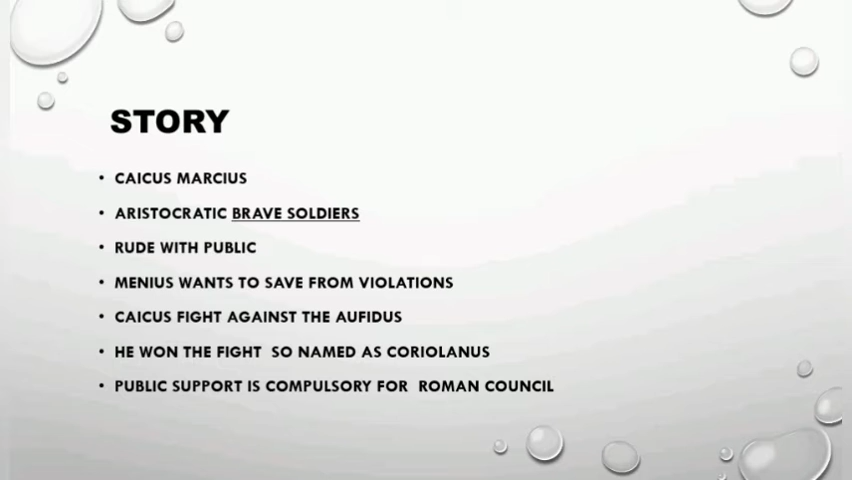 STORY
• CAICUS MARCIUS
• ARISTOCRATIC BRAVE SOLDIERS
• RUDE WITH PUBLIC
• MENIUS WANTS TO SAVE FROM VIOLATIONS
• CAICUS FIGHT AGAINST THE AUFIDUS
• HE WON THE FIGHT  SO NAMED AS CORIOLANUS
• PUBLIC SUPPORT IS COMPULSORY FOR  ROMAN COUNCIL